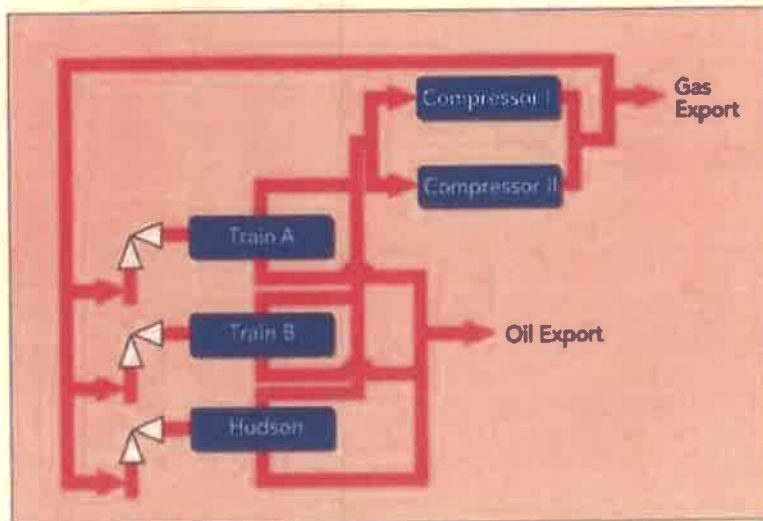 Compressor I
Gas
Export
Compressor II
Train A
Train B
Oil Export
Hudson